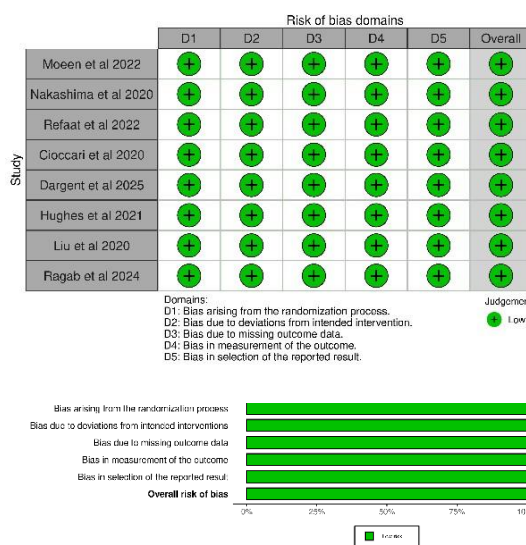 Risk of bias domains
D1 D2 D3 D4 D5 Overall
Study
Moeen et al 2022
Nakashima et al 2020
Refaat et al 2022
Cioccari et al 2020
Dargent et al 2025
Hughes et al 2021
Liu et al 2020
Ragab et al 2024
Domains:
D1: Bias arising from the randomization process.
D2: Bias due to deviations from intended intervention.
D3: Bias due to missing outcome data.
D4: Bias in measurement of the outcome.
D5: Bias in selection of the reported result.
Judgemen
Low
Bias arising from the randomization process
Bias due to deviations from intended interventions
Bias due to missing outcome data
Bias in measurement of the outcome
Bias in selection of the reported result
Overall risk of bias
0% 25% 50% 75% 10
Low risk